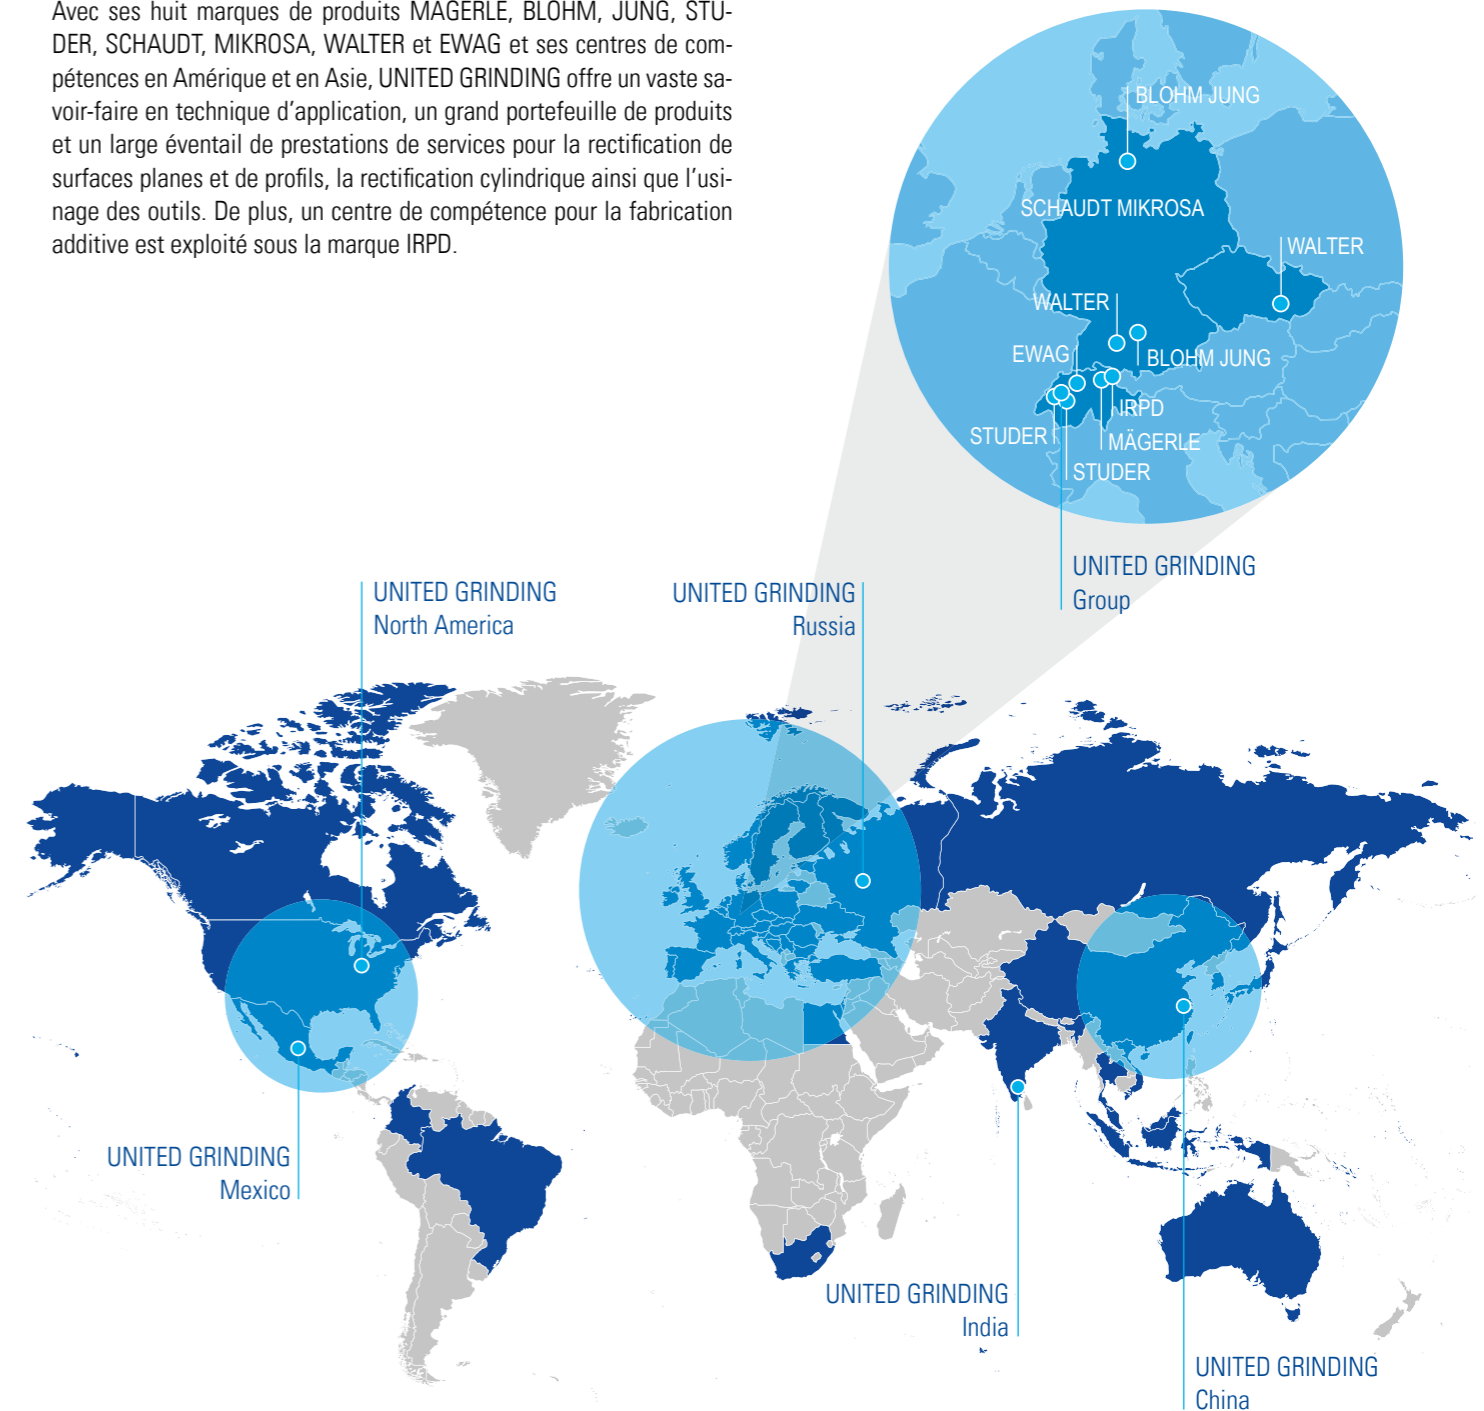 Avec ses huit marques de produits MÄGERLE, BLOHM, JUNG, STU-
DER, SCHAUDT, MIKROSA, WALTER et EWAG et ses centres de com-
pétences en Amérique et en Asie, UNITED GRINDING offre un vaste sa-
voir-faire en technique d'application, un grand portefeuille de produits
et un large éventail de prestations de services pour la rectification de
surfaces planes et de profils, la rectification cylindrique ainsi que l'usi-
nage des outils. De plus, un centre de compétence pour la fabrication
additive est exploité sous la marque IRPD.
BLOHM JUNG
SCHAUDT MIKROSA
WALTER
WALTER
EWAG
BLOHM JUNG
IRPD
STUDER
MÄGERLE
STUDER
UNITED GRINDING
Group
UNITED GRINDING
North America
UNITED GRINDING
Russia
UNITED GRINDING
Mexico
UNITED GRINDING
India
UNITED GRINDING
China